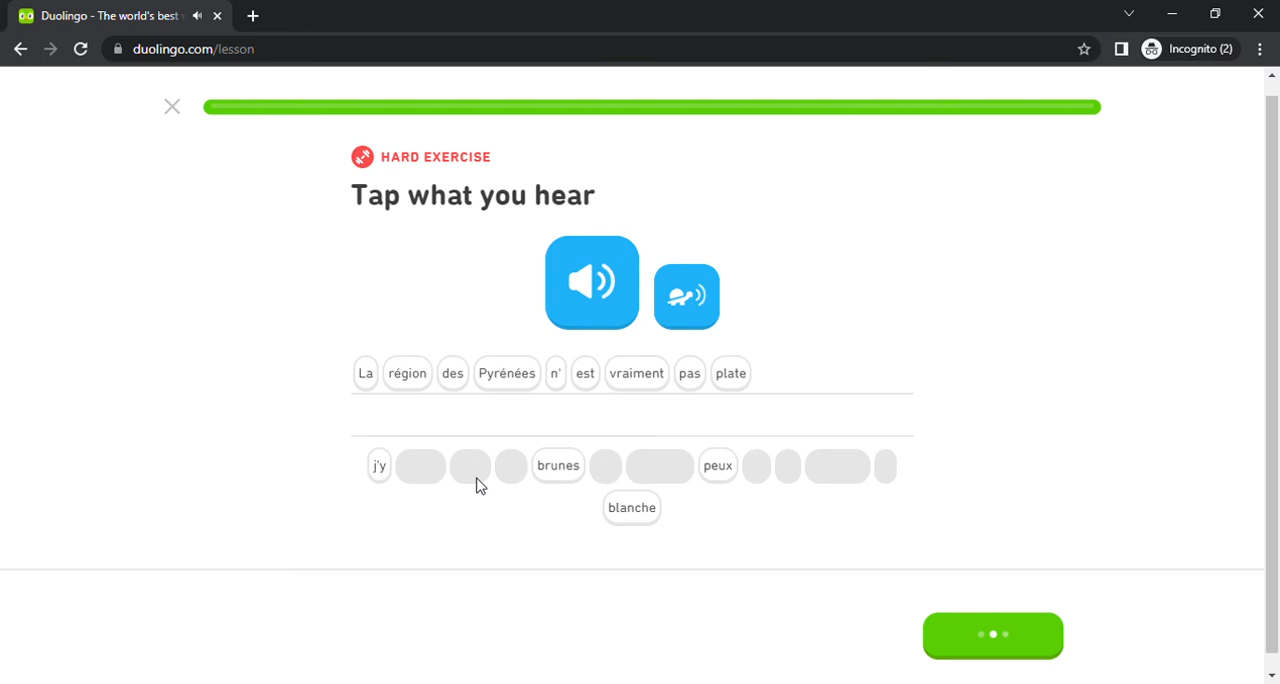 Duolingo - The world's best
duolingo.com/lesson
Incognito (2)
HARD EXERCISE
Tap what you hear
La région des Pyrénées n' est vraiment pas plate
j'y brunes peux
blanche